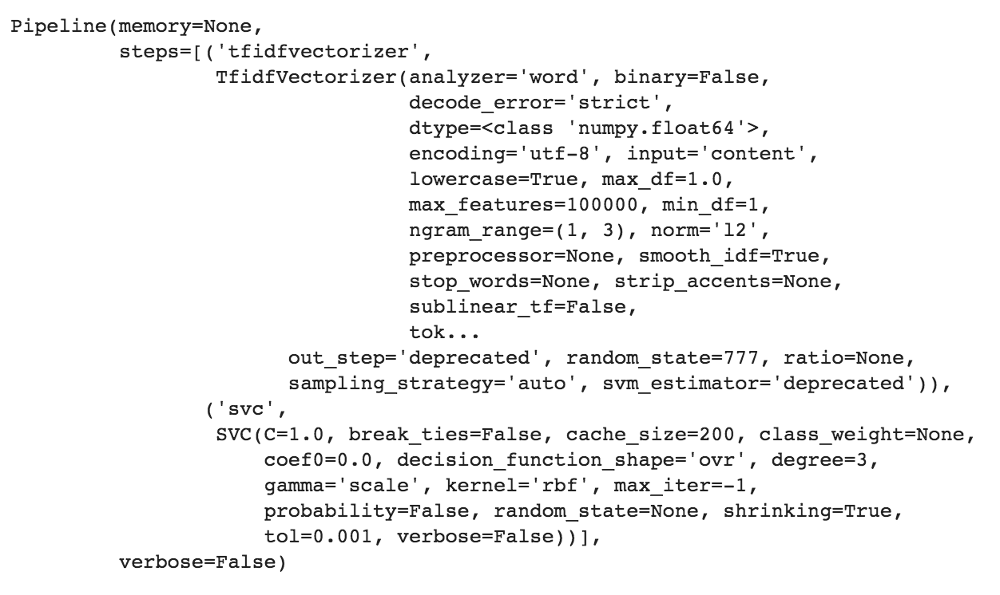 Pipeline(memory=None,
         steps=[('tfidfvectorizer',
                 TfidfVectorizer(analyzer='word', binary=False,
                                 decode_error='strict',
                                 dtype=<class 'numpy.float64'>,
                                 encoding='utf-8', input='content',
                                 lowercase=True, max_df=1.0,
                                 max_features=100000, min_df=1,
                                 ngram_range=(1, 3), norm='l2',
                                 preprocessor=None, smooth_idf=True,
                                 stop_words=None, strip_accents=None,
                                 sublinear_tf=False,
                                 tok...
                       out_step='deprecated', random_state=777, ratio=None,
                       sampling_strategy='auto', svm_estimator='deprecated')),
                ('svc',
                 SVC(C=1.0, break_ties=False, cache_size=200, class_weight=None,
                     coef0=0.0, decision_function_shape='ovr', degree=3,
                     gamma='scale', kernel='rbf', max_iter=-1,
                     probability=False, random_state=None, shrinking=True,
                     tol=0.001, verbose=False))],
         verbose=False)